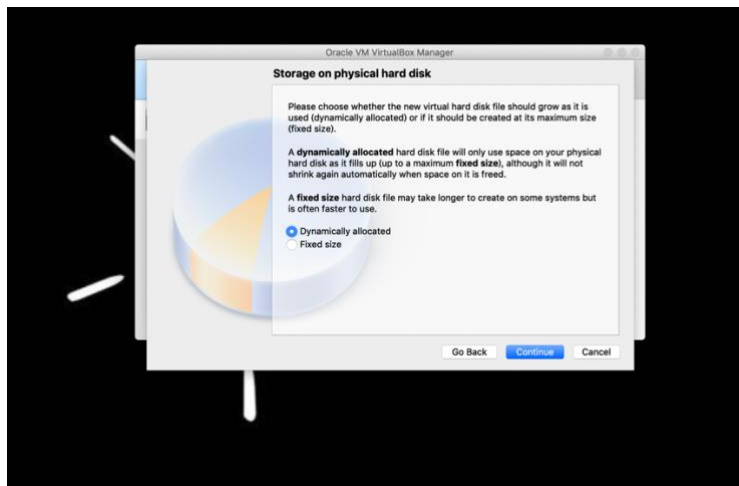 Oracle VM VirtualBox Manager
Storage on physical hard disk
Please choose whether the new virtual hard disk file should grow as it is
used (dynamically allocated) or if it should be created at its maximum size
(fixed size).
A dynamically allocated hard disk file will only use space on your physical
hard disk as it fills up (up to a maximum fixed size), although it will not
shrink again automatically when space on it is freed.
A fixed size hard disk file may take longer to create on some systems but
is often faster to use.
Dynamically allocated
Fixed size
Go Back Continue Cancel